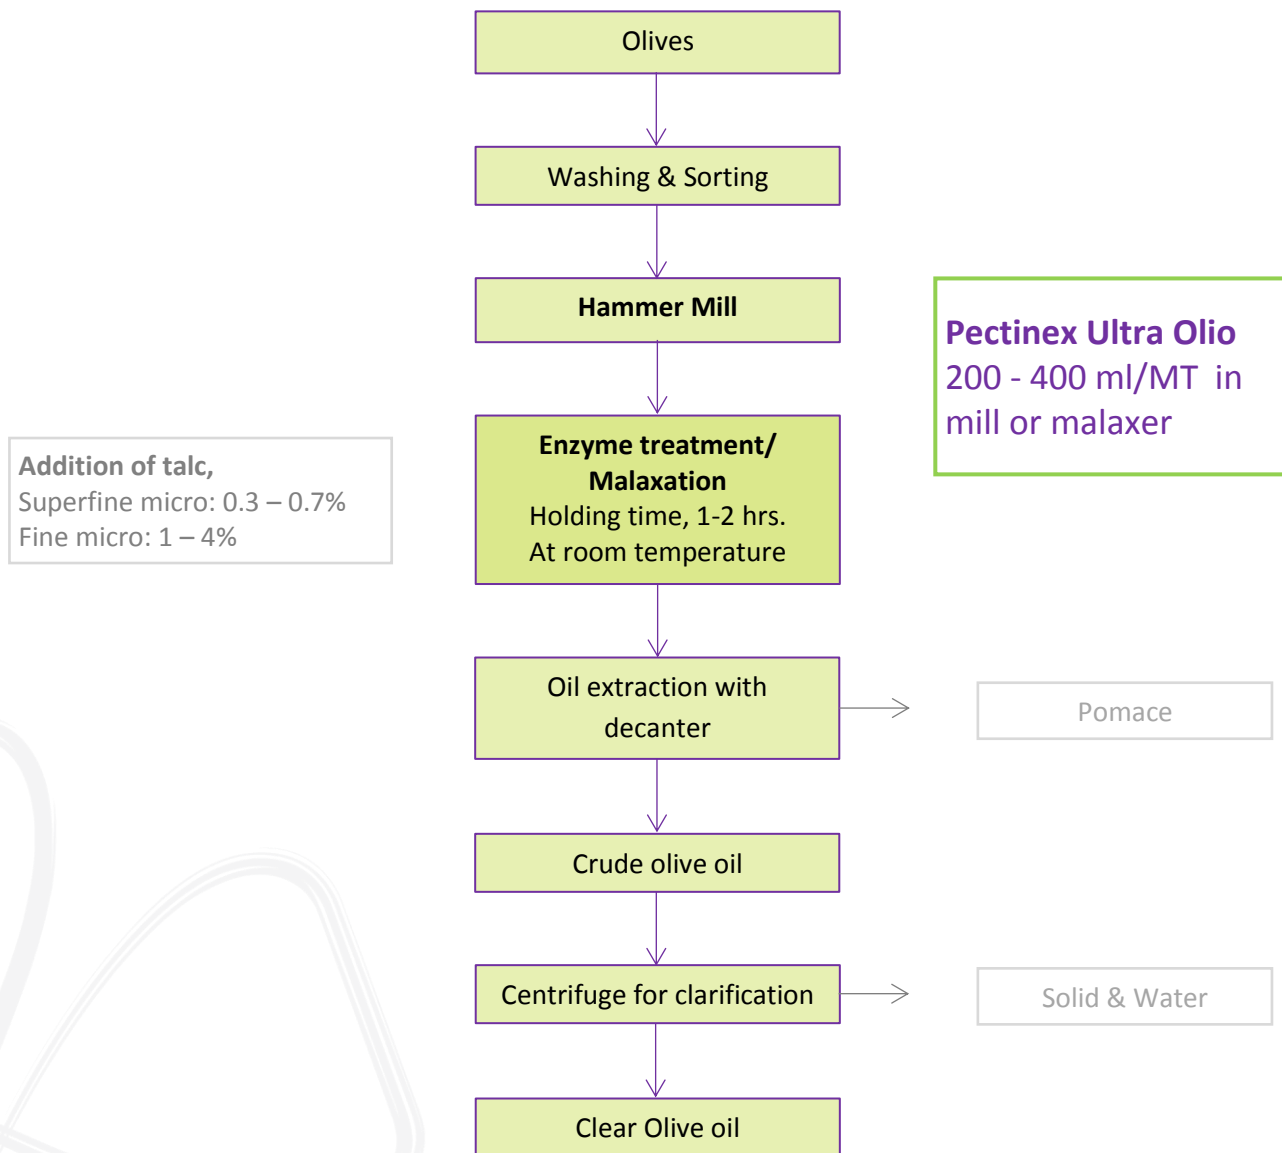 Olives
Washing & Sorting
Hammer Mill
Pectinex Ultra Olio
200 - 400 ml/MT in
mill or malaxer
Addition of talc,
Superfine micro: 0.3 – 0.7%
Fine micro: 1 – 4%
Enzyme treatment/
Malaxation
Holding time, 1-2 hrs.
At room temperature
Oil extraction with
decanter
Pomace
Crude olive oil
Centrifuge for clarification
Solid & Water
Clear Olive oil